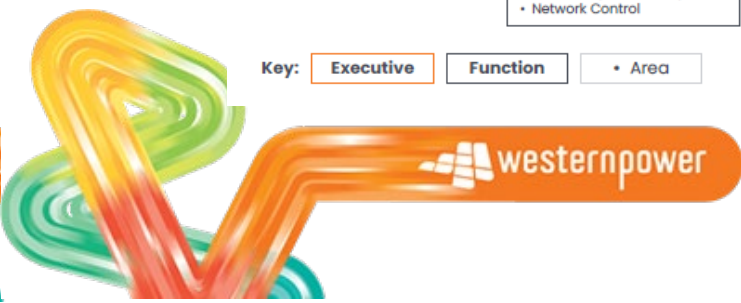 • Network Control
Key: Executive Function • Area
westernpower